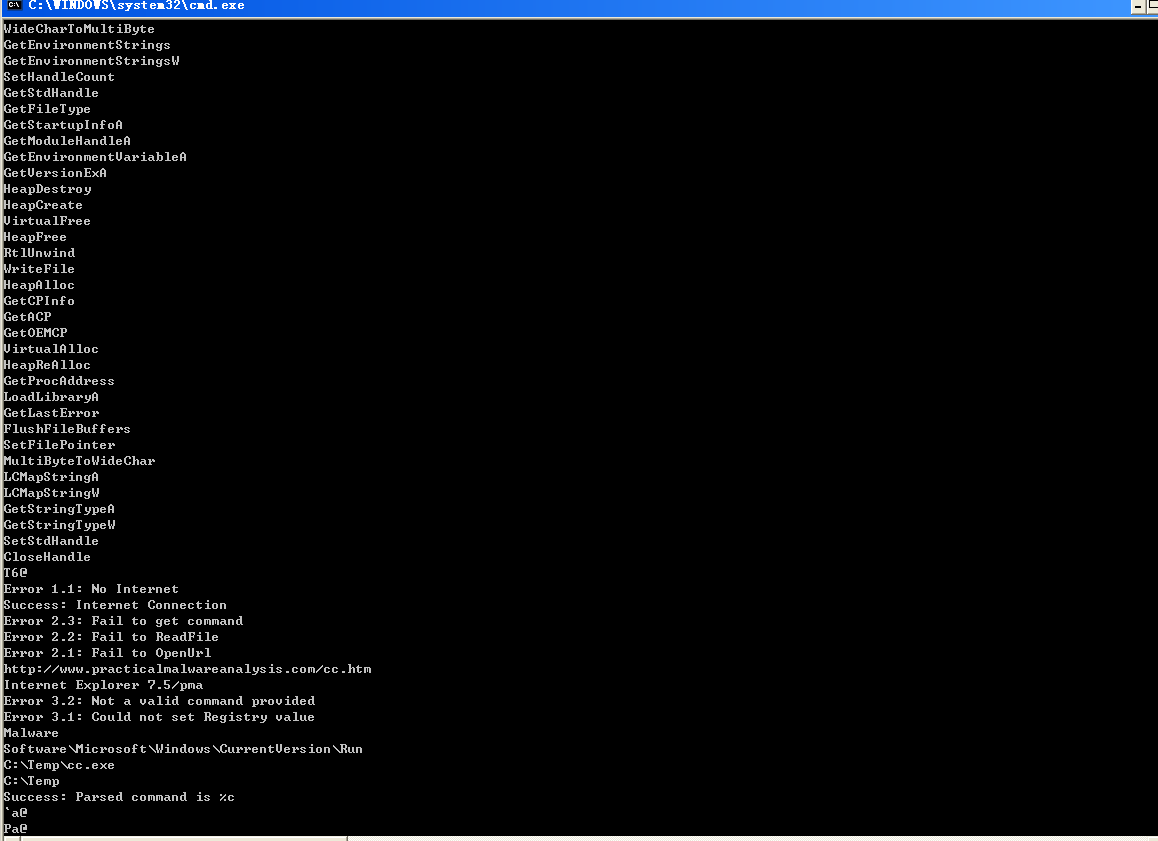 C:\WINDOWS\system32\cmd.exe
WideCharToMultiByte
GetEnvironmentStrings
GetEnvironmentStringsW
SetHandleCount
GetStdHandle
GetFileType
GetStartupInfoA
GetModuleHandleA
GetEnvironmentVariableA
GetVersionExA
HeapDestroy
HeapCreate
VirtualFree
HeapFree
RtlUnwind
WriteFile
HeapAlloc
GetCPInfo
GetACP
GetOEMCP
VirtualAlloc
HeapReAlloc
GetProcAddress
LoadLibraryA
GetLastError
FlushFileBuffers
SetFilePointer
MultiByteToWideChar
LCMapStringA
LCMapStringW
GetStringTypeA
GetStringTypeW
SetStdHandle
CloseHandle
T6@
Error 1.1: No Internet
Success: Internet Connection
Error 2.3: Fail to get command
Error 2.2: Fail to ReadFile
Error 2.1: Fail to OpenUrl
http://www.practicalmalwareanalysis.com/cc.htm
Internet Explorer 7.5/pma
Error 3.2: Not a valid command provided
Error 3.1: Could not set Registry value
Malware
Software\Microsoft\Windows\CurrentVersion\Run
C:\Temp\cc.exe
C:\Temp
Success: Parsed command is %c
`a@
Pa@